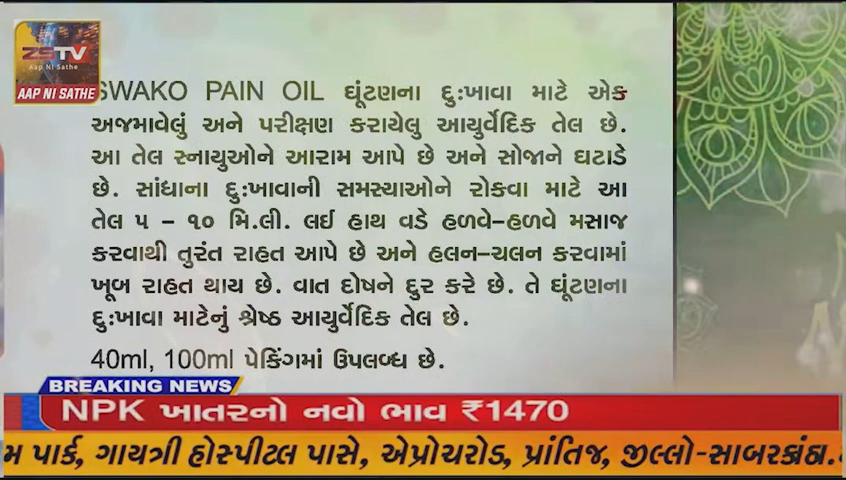 ZSTV
Aap Ni Sathe
AAP NI SATHE
SWAKO PAIN OIL ઘૂંટણના દુઃખાવા માટે એક
અજમાવેલું અને પરીક્ષણ કરાયેલુ આયુર્વેદિક તેલ છે.
આ તેલ સ્નાયુઓને આરામ આપે છે અને સોજાને ઘટાડે
છે. સાંધાના દુઃખાવાની સમસ્યાઓને રોકવા માટે આ
તેલ ૫ – ૧૦ મિ.લી. લઈ હાથ વડે હળવે-હળવે મસાજ
કરવાથી તુરંત રાહત આપે છે અને હલન-ચલન કરવામાં
ખૂબ રાહત થાય છે. વાત દોષને દુર કરે છે. તે ઘૂંટણના
દુઃખાવા માટેનું શ્રેષ્ઠ આયુર્વેદિક તેલ છે.
40ml, 100ml પેકિંગમાં ઉપલબ્ધ છે.
BREAKING NEWS
NPK ખાતરનો નવો ભાવ ₹1470
મ પાર્ક, ગાયત્રી હોસ્પીટલ પાસે, એપ્રોચરોડ, પ્રાંતિજ, જીલ્લો-સાબરકાંઠા.